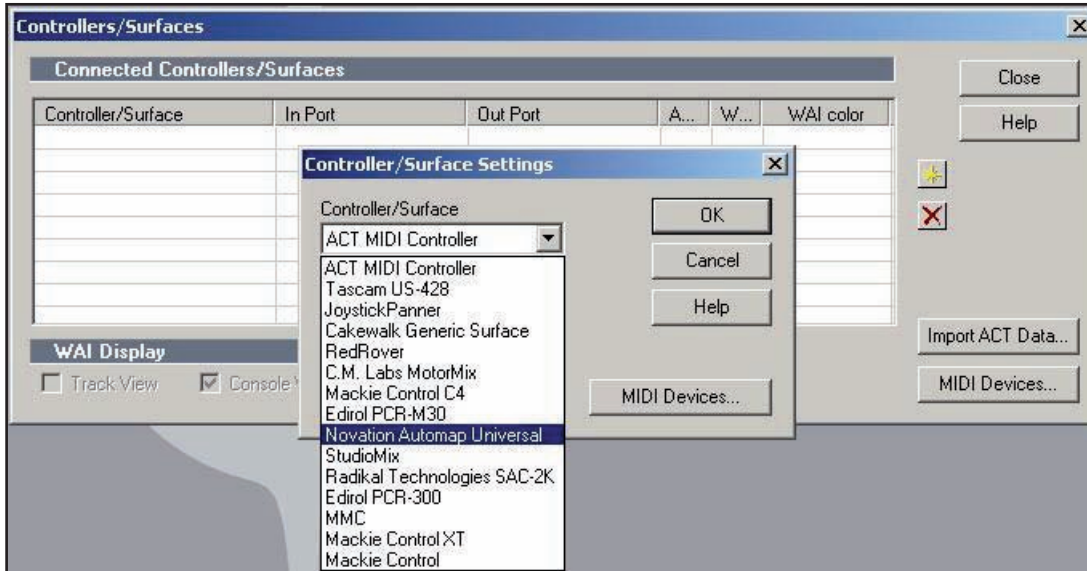 Controllers/Surfaces
Connected Controllers/Surfaces
Close
Controller/Surface In Port Out Port A... W... WAI color
Help
Controller/Surface Settings
Controller/Surface
OK
ACT MIDI Controller
Cancel
ACT MIDI Controller
Tascam US-428
JoystickPanner
Help
Cakewalk Generic Surface
RedRover
C.M. Labs MotorMix
Mackie Control C4
MIDI Devices...
Edirol PCR-M30
Novation Automap Universal
StudioMix
Radikal Technologies SAC-2K
Edirol PCR-300
MMC
Mackie Control XT
Mackie Control
WAI Display
Track View Console
Import ACT Data...
MIDI Devices...